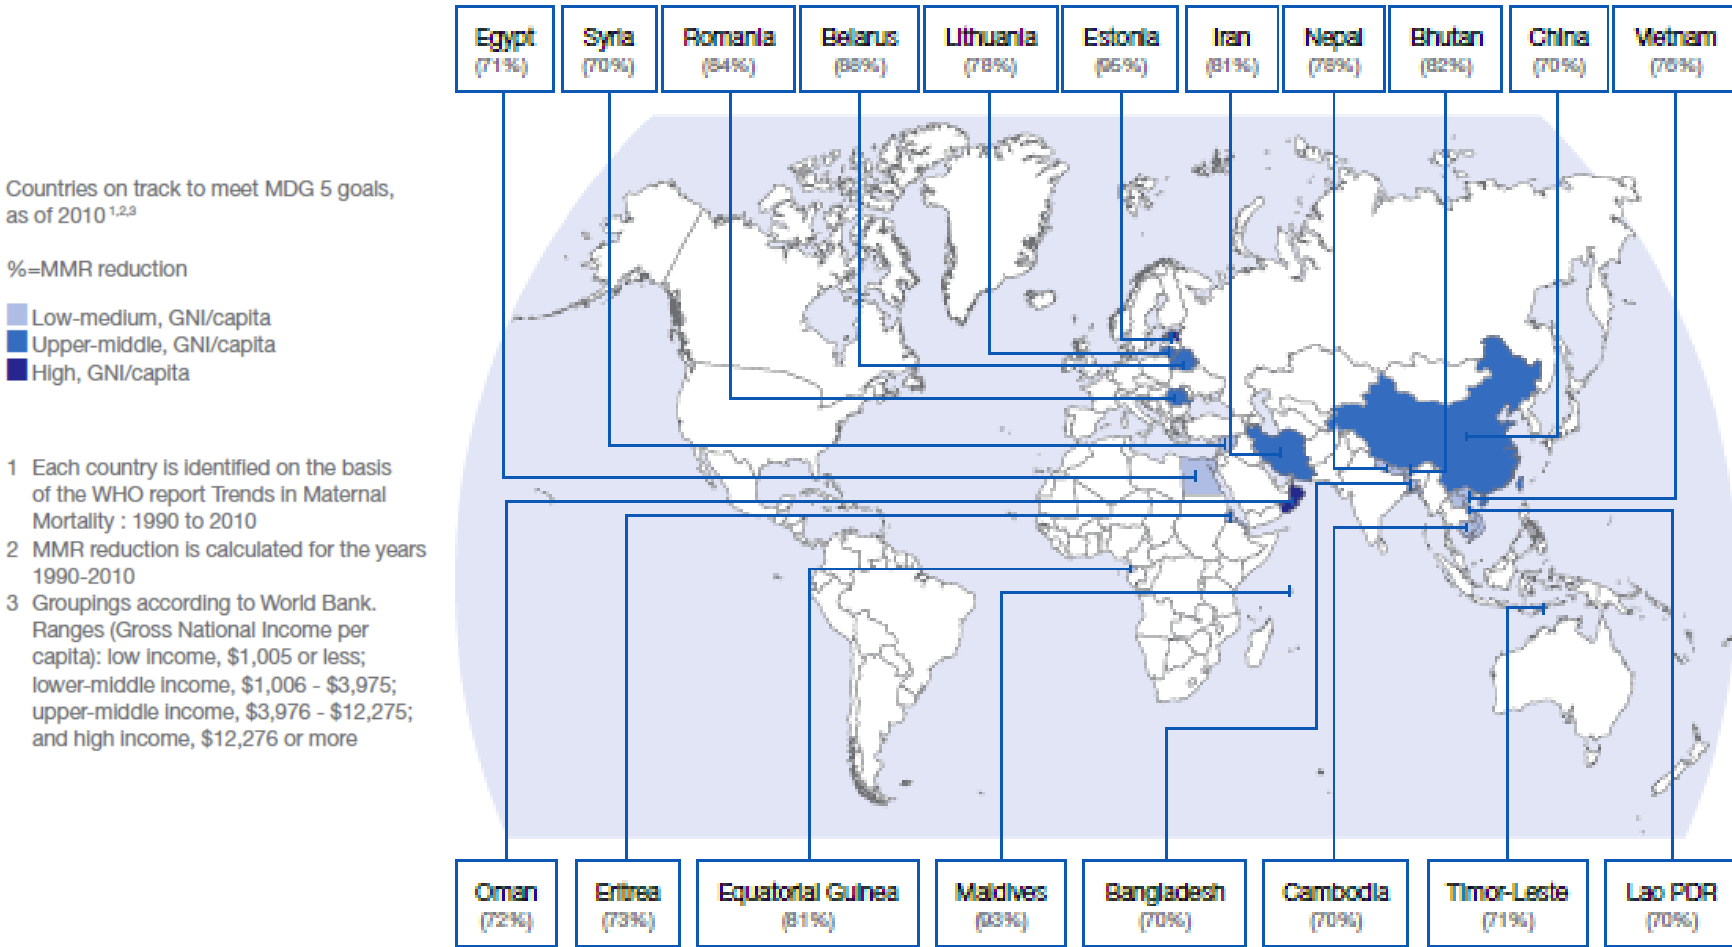 Egypt
(71%)
Syria
(70%)
Romania
(84%)
Belarus
(88%)
Lithuania
(78%)
Estonia
(95%)
Iran
(81%)
Nepal
(78%)
Bhutan
(82%)
China
(70%)
Vietnam
(76%)
Countries on track to meet MDG 5 goals,
as of 2010 1,2,3
%=MMR reduction
Low-medium, GNI/capita
Upper-middle, GNI/capita
High, GNI/capita
1 Each country is identified on the basis
of the WHO report Trends in Maternal
Mortality : 1990 to 2010
2 MMR reduction is calculated for the years
1990-2010
3 Groupings according to World Bank.
Ranges (Gross National Income per
capita): low income, $1,005 or less;
lower-middle income, $1,006 - $3,975;
upper-middle income, $3,976 - $12,275;
and high income, $12,276 or more
Oman
(72%)
Eritrea
(73%)
Equatorial Guinea
(81%)
Maldives
(93%)
Bangladesh
(70%)
Cambodia
(70%)
Timor-Leste
(71%)
Lao PDR
(70%)